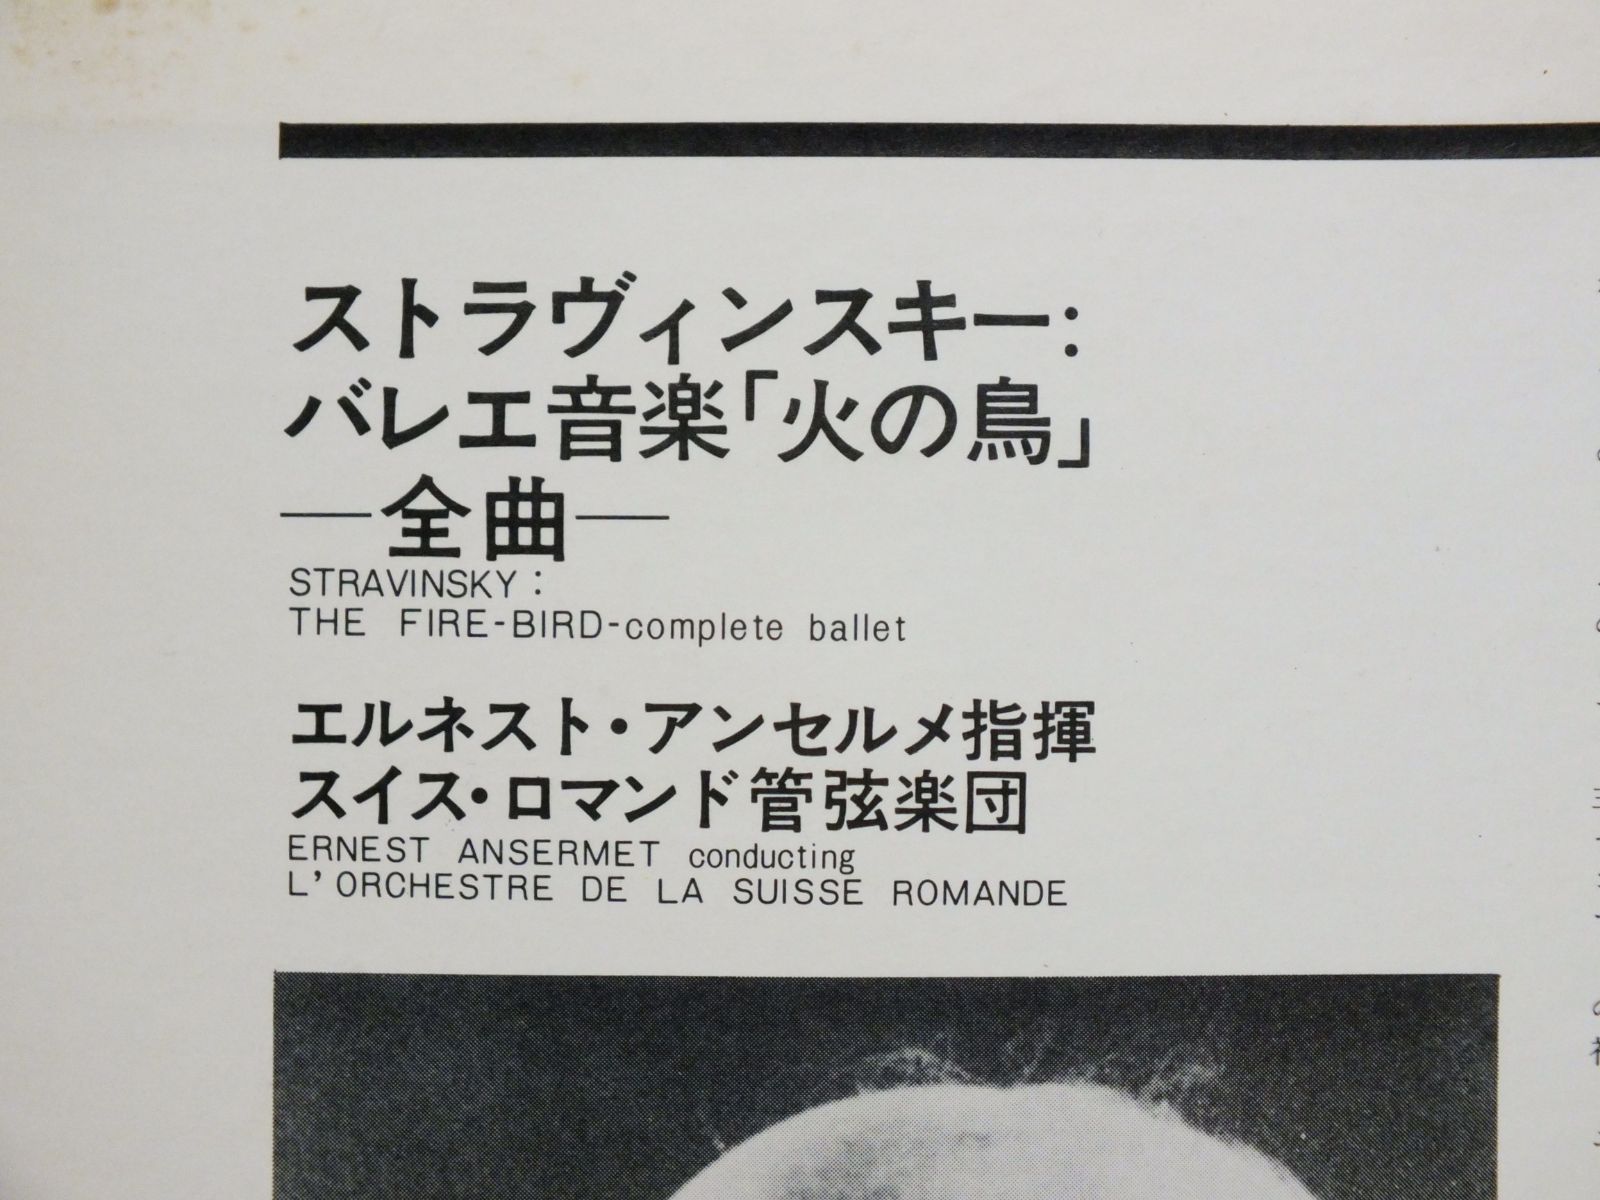 ストラヴィンスキー:
バレエ音楽「火の鳥」
—全曲—
STRAVINSKY:
THE FIRE-BIRD-complete ballet
エルネスト・アンセルメ指揮
スイス・ロマンド管弦楽団
ERNEST ANSERMET conducting
L'ORCHESTRE DE LA SUISSE ROMANDE